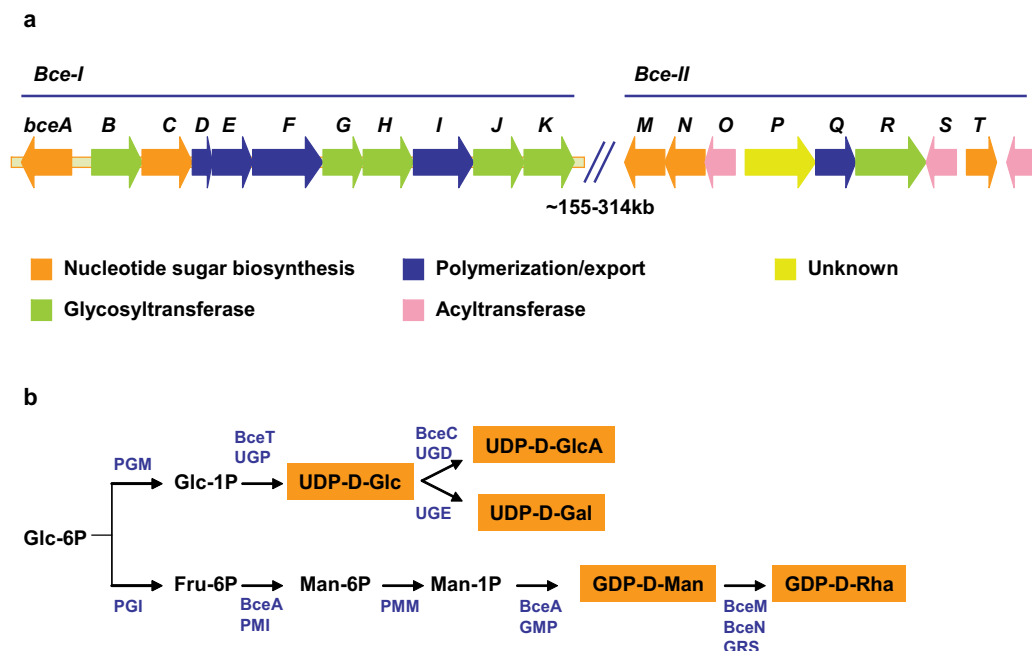 a
Bce-I
Bce-II
bceA B C D E F G H I J K M N O P Q R S T
~155-314kb
Nucleotide sugar biosynthesis
Polymerization/export
Unknown
Glycosyltransferase
Acyltransferase
b
BceT
UGP
BceC
UGD
UDP-D-GlcA
PGM
Glc-1P
UDP-D-Glc
UGE
UDP-D-Gal
Glc-6P
Fru-6P
Man-6P
Man-1P
GDP-D-Man
GDP-D-Rha
PGI
BceA
PMI
PMM
BceA
GMP
BceM
BceN
GRS